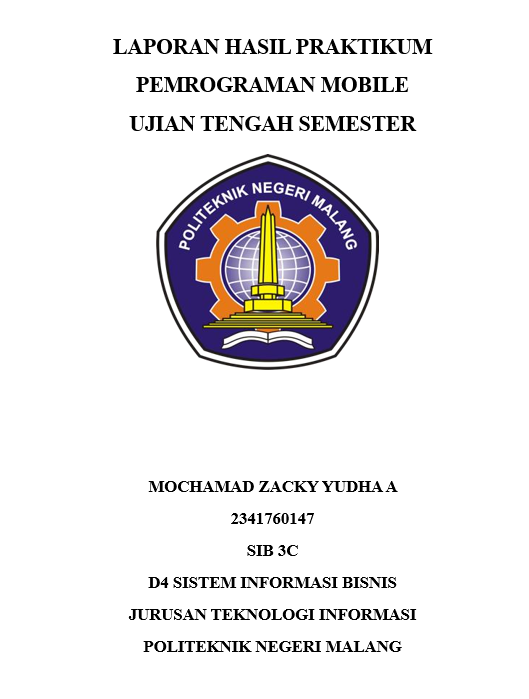 LAPORAN HASIL PRAKTIKUM
PEMROGRAMAN MOBILE
UJIAN TENGAH SEMESTER
POLITEKNIK NEGERI MALANG
MOCHAMAD ZACKY YUDHA A
2341760147
SIB 3C
D4 SISTEM INFORMASI BISNIS
JURUSAN TEKNOLOGI INFORMASI
POLITEKNIK NEGERI MALANG